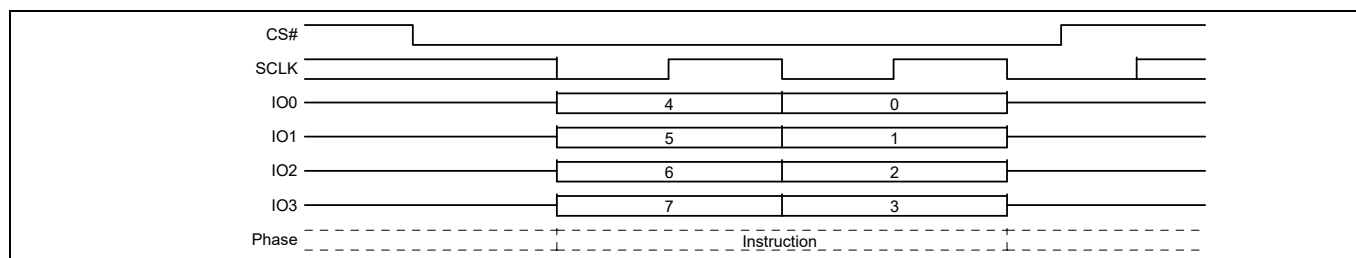 CS#
SCLK
IO0 4 0
IO1 5 1
IO2 6 2
IO3 7 3
Phase Instruction